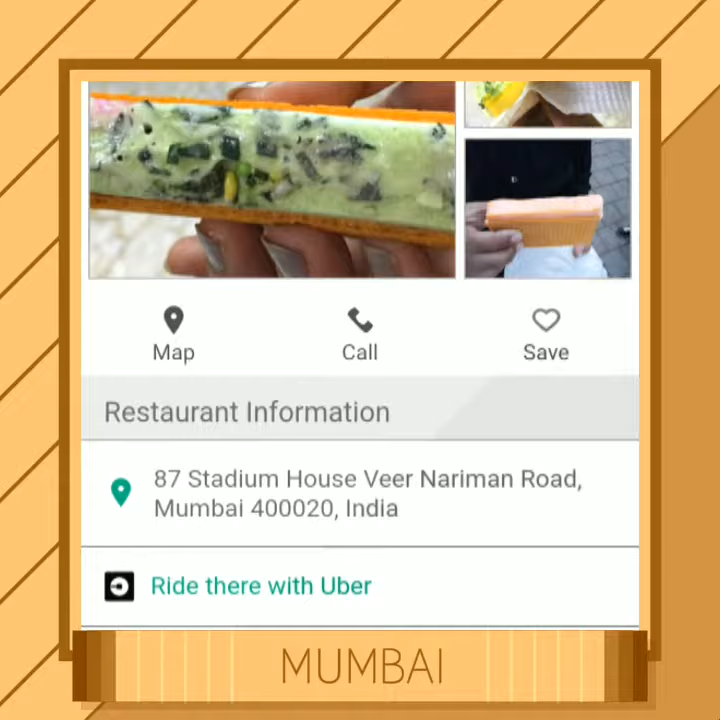 Map
Call
Save
Restaurant Information
87 Stadium House Veer Nariman Road,
Mumbai 400020, India
Ride there with Uber
MUMBAI